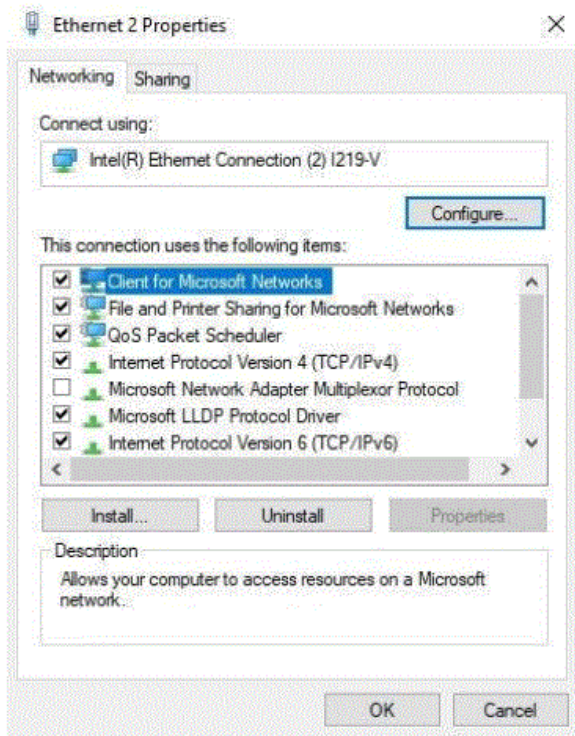 Ethernet 2 Properties
Networking
Sharing
Connect using:
Intel(R) Ethernet Connection (2) I219-V
Configure...
This connection uses the following items:
Client for Microsoft Networks
File and Printer Sharing for Microsoft Networks
QoS Packet Scheduler
Internet Protocol Version 4 (TCP/IPv4)
Microsoft Network Adapter Multiplexor Protocol
Microsoft LLDP Protocol Driver
Internet Protocol Version 6 (TCP/IPv6)
Install...
Uninstall
Properties
Description
Allows your computer to access resources on a Microsoft
network.
OK
Cancel